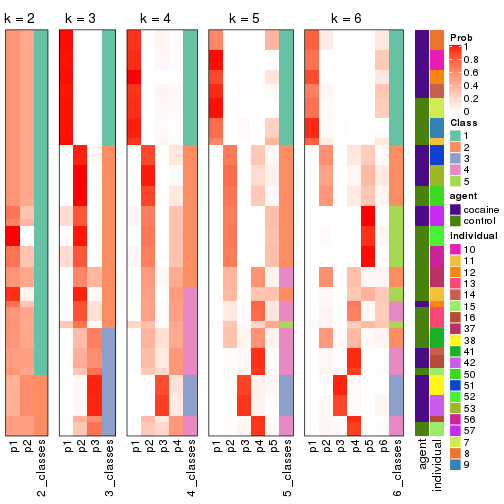 k = 2
k = 3
k = 4
k = 5
k = 6
p1
p2
2_classes
p1
p2
p3
3_classes
p1
p2
p3
p4
4_classes
p1
p2
p3
p4
p5
5_classes
p1
p2
p3
p4
p5
p6
6_classes
agent
individual
Prob
1
0.8
0.6
0.4
0.2
0
Class
1
2
3
4
5
agent
cocaine
control
individual
10
11
12
13
14
15
16
37
38
41
42
50
51
52
53
56
57
7
8
9